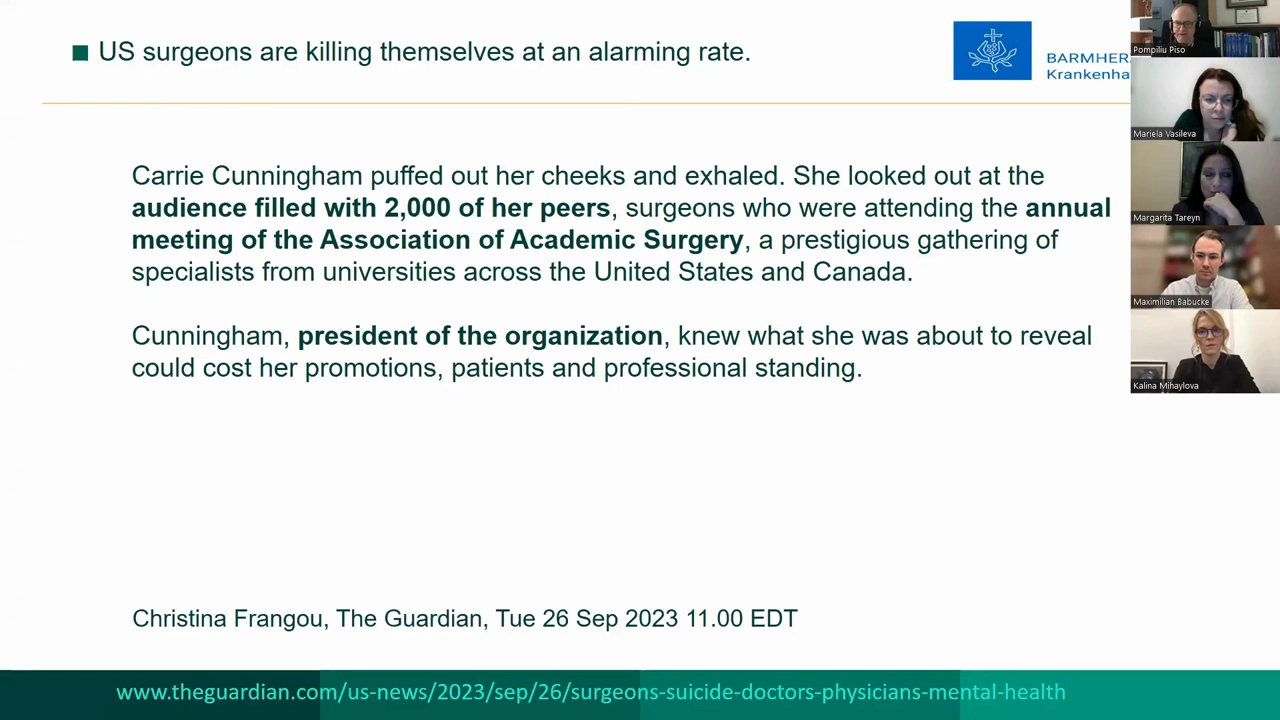 US surgeons are killing themselves at an alarming rate.
BARMHER
Krankenha
Carrie Cunningham puffed out her cheeks and exhaled. She looked out at the
audience filled with 2,000 of her peers, surgeons who were attending the annual
meeting of the Association of Academic Surgery, a prestigious gathering of
specialists from universities across the United States and Canada.
Cunningham, president of the organization, knew what she was about to reveal
could cost her promotions, patients and professional standing.
Christina Frangou, The Guardian, Tue 26 Sep 2023 11.00 EDT
www.theguardian.com/us-news/2023/sep/26/surgeons-suicide-doctors-physicians-mental-health
Pompiliu Piso
Mariela Vasileva
Margarita Tareyn
Maximilian Babucke
Kalina Mihaylova